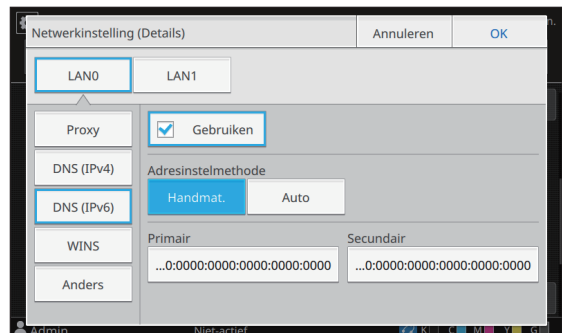 Netwerkinstelling (Details) Annuleren OK
n.
LAN0 LAN1
Proxy
Gebruiken
DNS (IPv4)
Adresinstelmethode
Handmat. Auto
DNS (IPv6)
WINS
Primair Secundair
...0:0000:0000:0000:0000:0000 ...0:0000:0000:0000:0000:0000
Anders
Admin Niet-actief K C M Y G